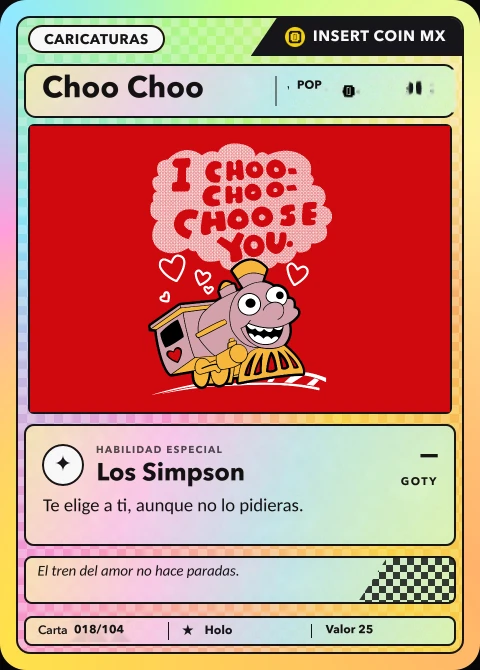 CARICATURAS
INSERT COIN MX
Choo Choo
POP
I CHOO-
CHOO-
CHOOSE
YOU.
HABILIDAD ESPECIAL
Los Simpson
GOTY
Te elige a ti, aunque no lo pidieras.
El tren del amor no hace paradas.
Carta 018/104
★ Holo
Valor 25